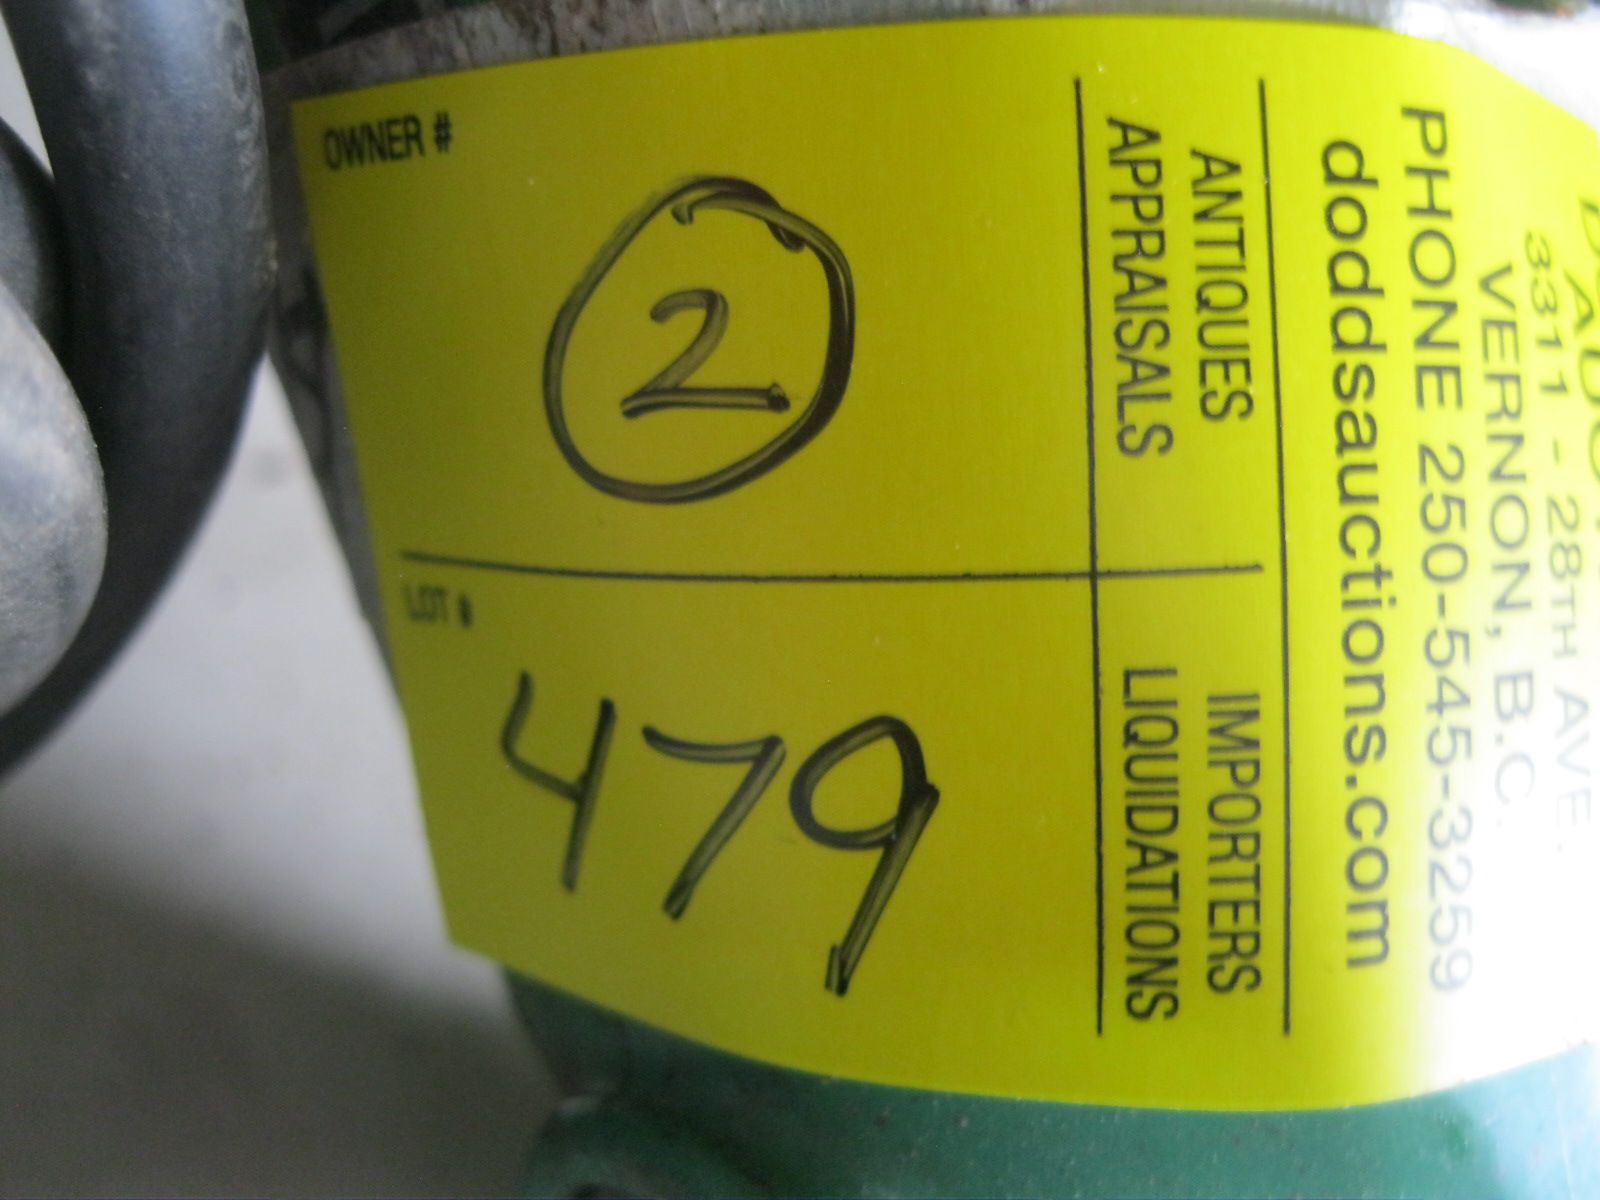 3311 - 28TH AVE.
VERNON, B.C.
PHONE 250-545-3259
doddsauctions.com
ANTIQUES IMPORTERS
APPRAISALS LIQUIDATIONS
OWNER # LOT #
2 479